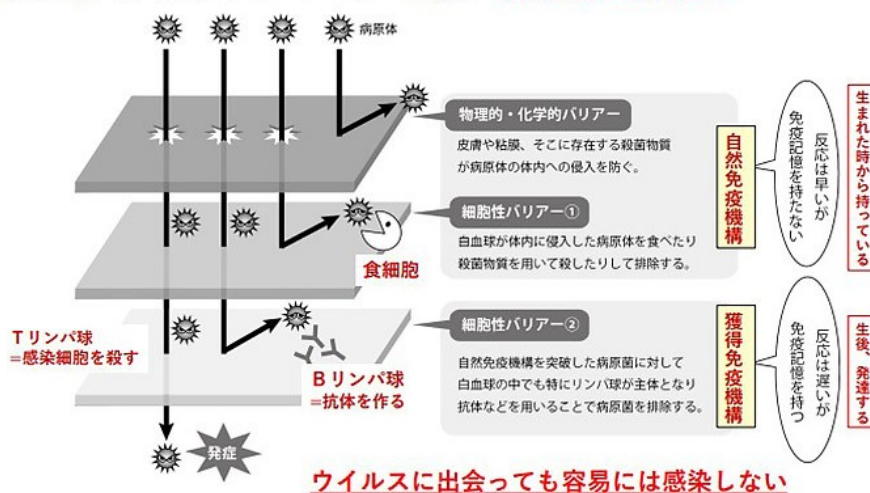 病原体
物理的・化学的バリアー
皮膚や粘膜、そこに存在する殺菌物質
が病原体の体内への侵入を防ぐ。
細胞性バリアー①
白血球が体内に侵入した病原体を食べたり
殺菌物質を用いて殺したりして排除する。
食細胞
自然免疫機構
反応は早いが
免疫記憶を持たない
生まれた時から持っている
Tリンパ球
=感染細胞を殺す
Bリンパ球
=抗体を作る
細胞性バリアー②
自然免疫機構を突破した病原菌に対して
白血球の中でも特にリンパ球が主体となり
抗体などを用いることで病原菌を排除する。
獲得免疫機構
反応は遅いが
免疫記憶を持つ
生後、発達する
発症
ウイルスに出会っても容易には感染しない